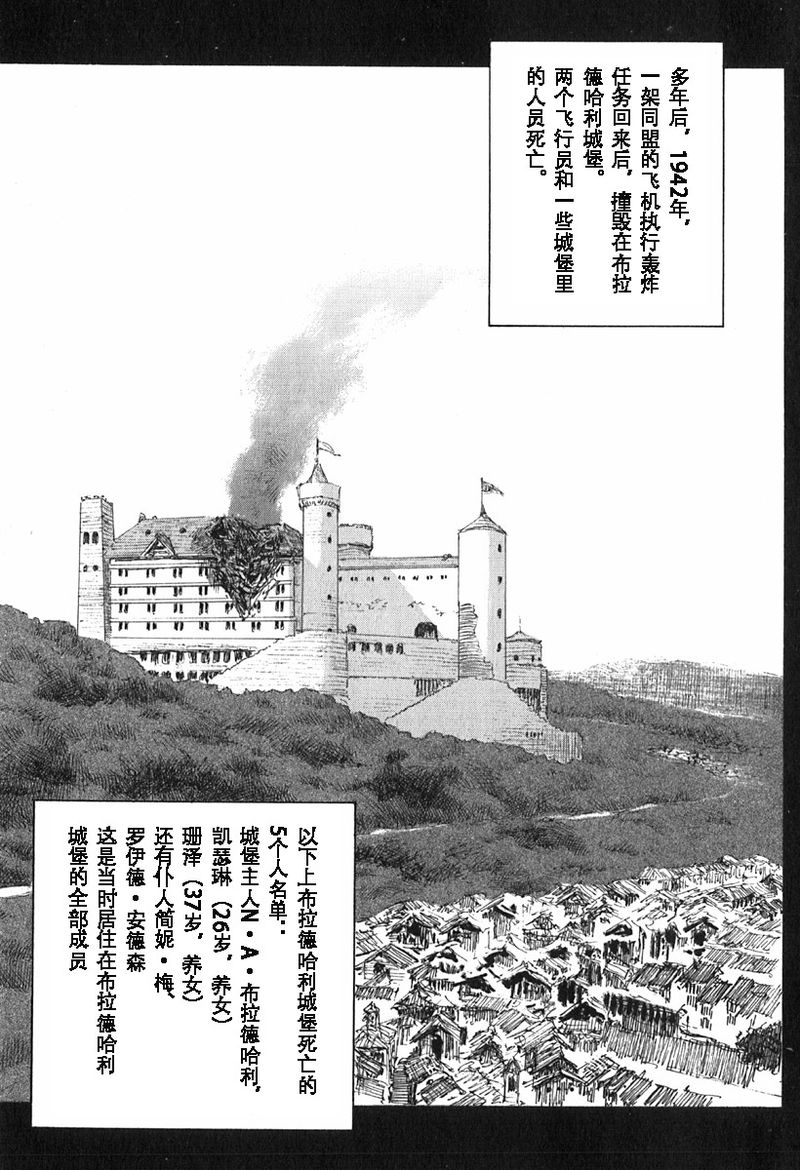 多年后，1942年，
一架同盟的飞机执行轰炸
任务回来后，撞毁在布拉
德哈利城堡。
两个飞行员和一些城堡里
的人员死亡。
以下上布拉德哈利城堡死亡的
5个人名单：
城堡主人N·A·布拉德哈利，
凯瑟琳（26岁，养女）
珊泽（37岁，养女）
还有仆人简妮·梅、
罗伊德·安德森
这是当时居住在布拉德哈利
城堡的全部成员